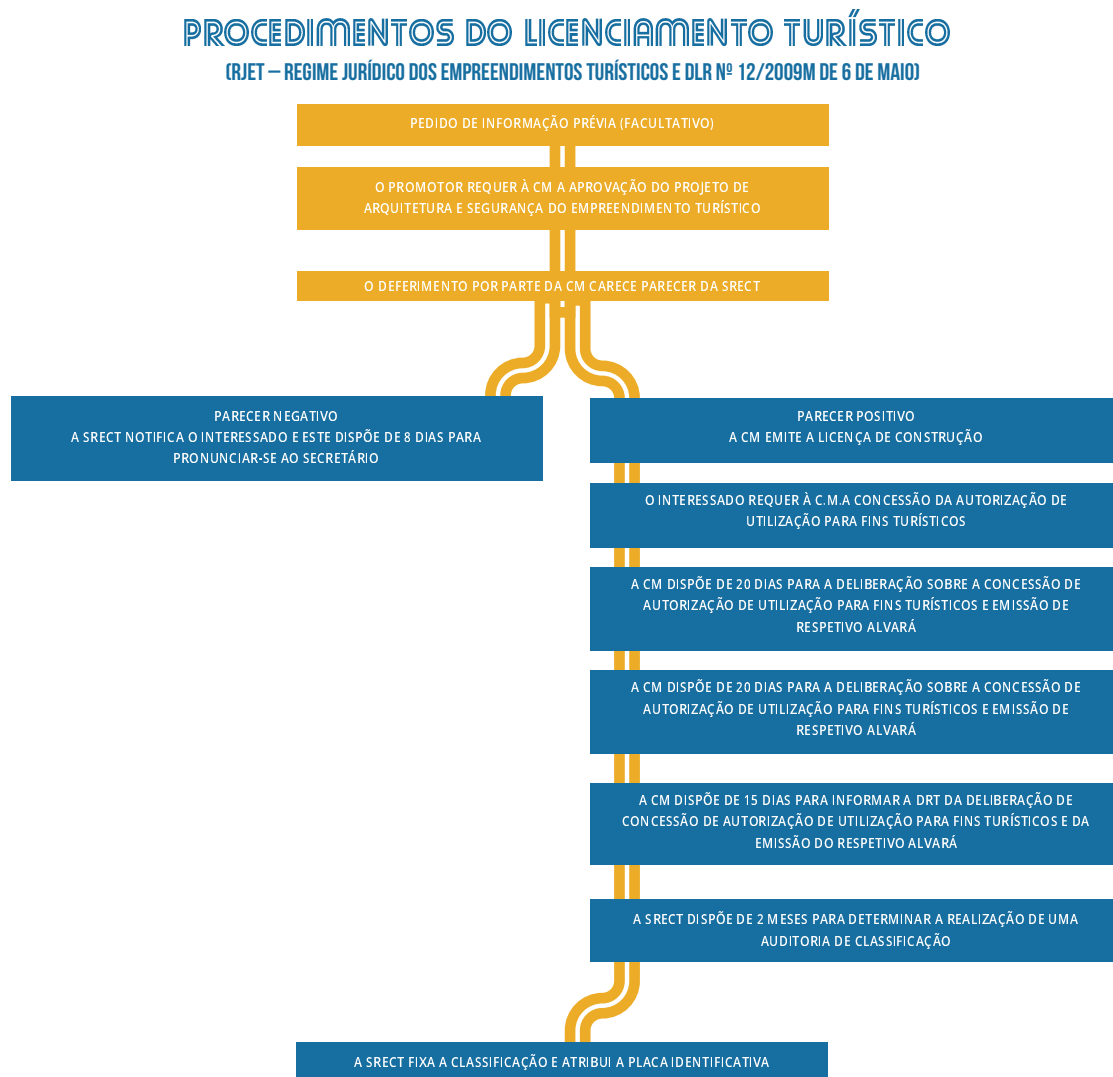 PROCEDIMENTOS DO LICENCIAMENTO TURÍSTICO
(RJET – REGIME JURÍDICO DOS EMPREENDIMENTOS TURÍSTICOS E DLR Nº 12/2009M DE 6 DE MAIO)
PEDIDO DE INFORMAÇÃO PRÉVIA (FACULTATIVO)
O PROMOTOR REQUER À CM A APROVAÇÃO DO PROJETO DE
ARQUITETURA E SEGURANÇA DO EMPREENDIMENTO TURÍSTICO
O DEFERIMENTO POR PARTE DA CM CARECE PARECER DA SRECT
PARECER NEGATIVO
A SRECT NOTIFICA O INTERESSADO E ESTE DISPÕE DE 8 DIAS PARA
PRONUNCIAR-SE AO SECRETÁRIO
PARECER POSITIVO
A CM EMITE A LICENÇA DE CONSTRUÇÃO
O INTERESSADO REQUER À C.M.A CONCESSÃO DA AUTORIZAÇÃO DE
UTILIZAÇÃO PARA FINS TURÍSTICOS
A CM DISPÕE DE 20 DIAS PARA A DELIBERAÇÃO SOBRE A CONCESSÃO DE
AUTORIZAÇÃO DE UTILIZAÇÃO PARA FINS TURÍSTICOS E EMISSÃO DE
RESPETIVO ALVARÁ
A CM DISPÕE DE 20 DIAS PARA A DELIBERAÇÃO SOBRE A CONCESSÃO DE
AUTORIZAÇÃO DE UTILIZAÇÃO PARA FINS TURÍSTICOS E EMISSÃO DE
RESPETIVO ALVARÁ
A CM DISPÕE DE 15 DIAS PARA INFORMAR A DRT DA DELIBERAÇÃO DE
CONCESSÃO DE AUTORIZAÇÃO DE UTILIZAÇÃO PARA FINS TURÍSTICOS E DA
EMISSÃO DO RESPETIVO ALVARÁ
A SRECT DISPÕE DE 2 MESES PARA DETERMINAR A REALIZAÇÃO DE UMA
AUDITORIA DE CLASSIFICAÇÃO
A SRECT FIXA A CLASSIFICAÇÃO E ATRIBUI A PLACA IDENTIFICATIVA